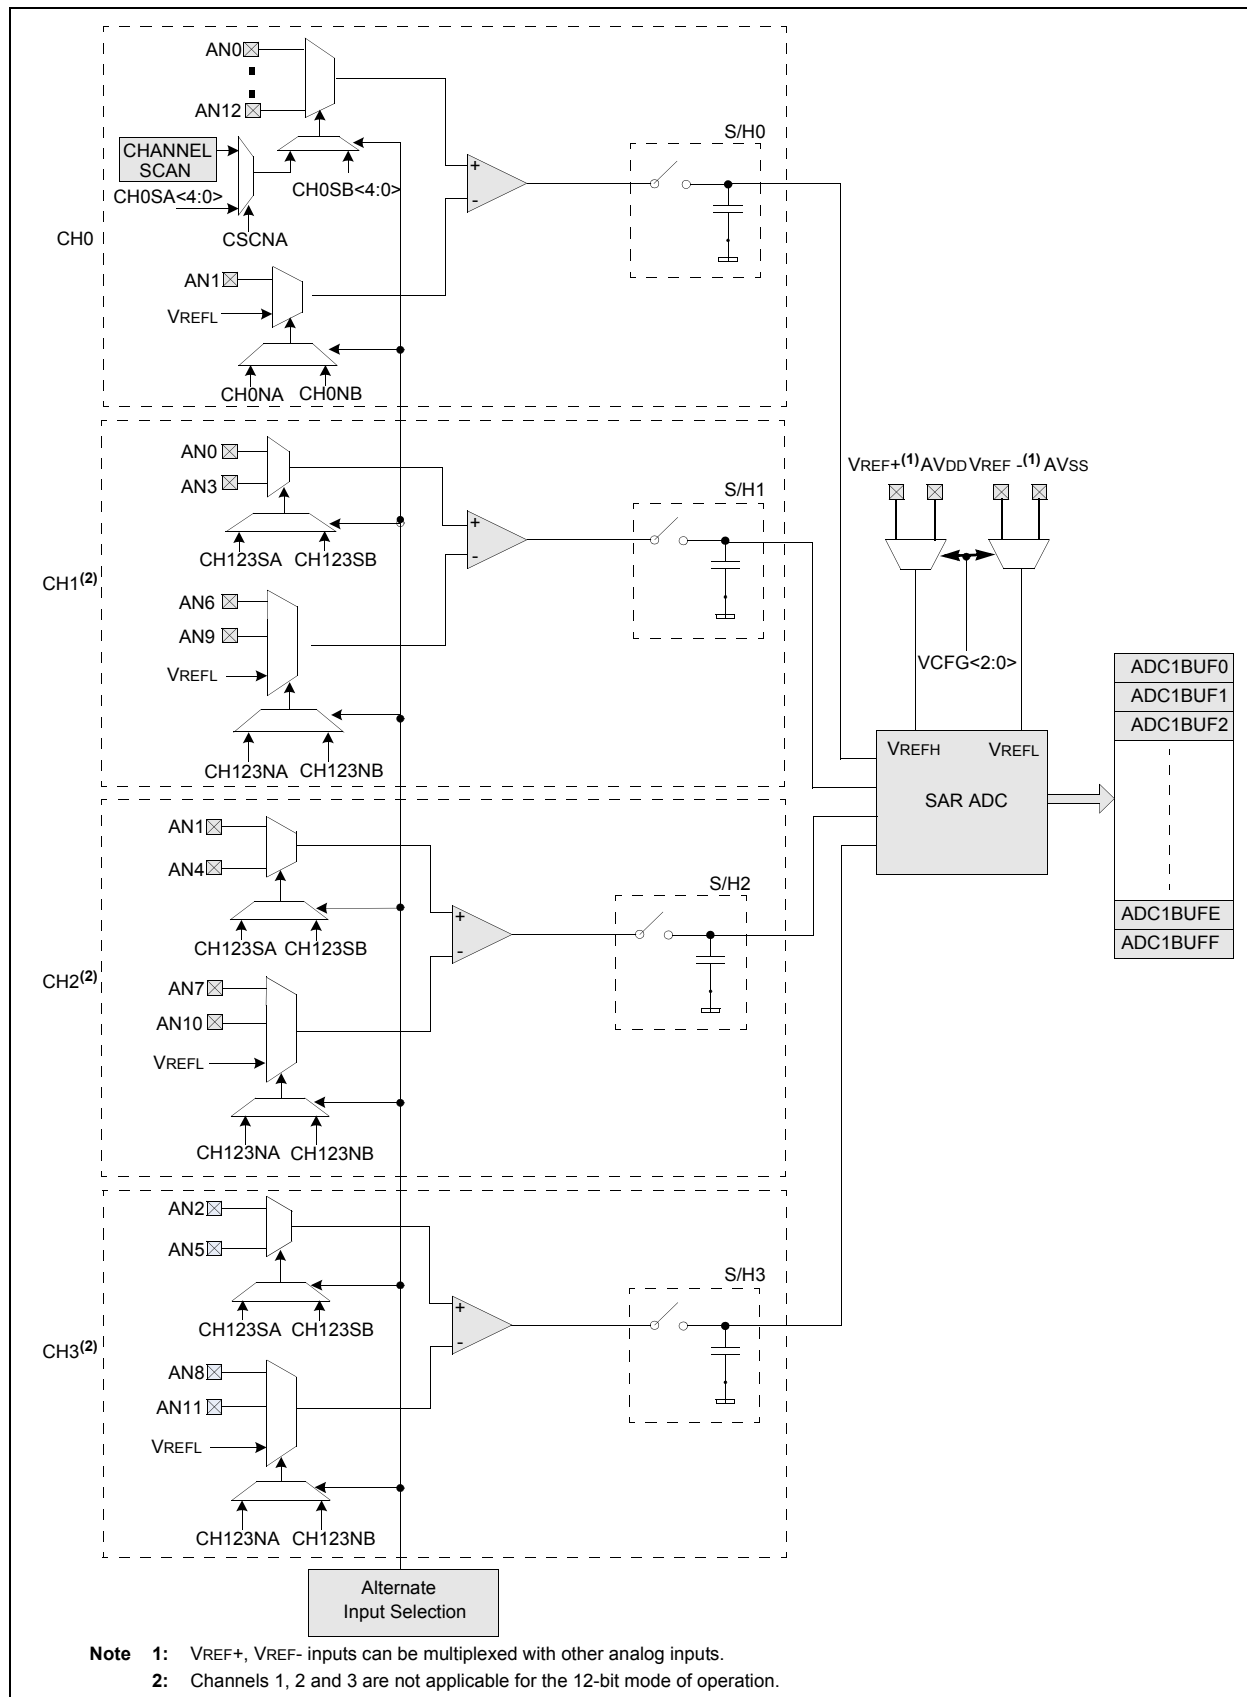 AN0
AN12
CHANNEL
SCAN
CH0SA<4:0>
CH0SB<4:0>
CSCNA
CH0
+
-
S/H0
AN1
VREFL
CH0NA
CH0NB
AN0
AN3
CH123SA
CH123SB
CH1(2)
+
-
S/H1
AN6
AN9
VREFL
CH123NA
CH123NB
VREF+(1) AVDD VREF -(1) AVSS
VCFG<2:0>
VREFH
VREFL
SAR ADC
ADC1BUF0
ADC1BUF1
ADC1BUF2
ADC1BUFE
ADC1BUFF
AN1
AN4
CH123SA
CH123SB
CH2(2)
+
-
S/H2
AN7
AN10
VREFL
CH123NA
CH123NB
AN2
AN5
CH123SA
CH123SB
CH3(2)
+
-
S/H3
AN8
AN11
VREFL
CH123NA
CH123NB
Alternate
Input Selection
Note 1: VREF+, VREF- inputs can be multiplexed with other analog inputs.
2: Channels 1, 2 and 3 are not applicable for the 12-bit mode of operation.